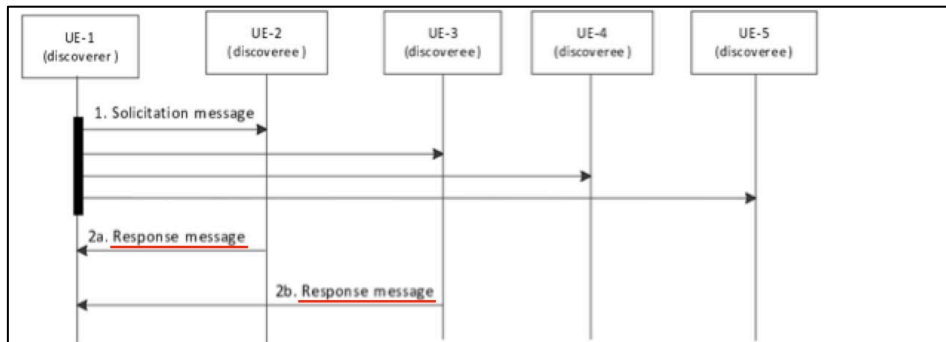 UE-1
(discoverer )
UE-2
(discoveree)
UE-3
(discoveree)
UE-4
(discoveree)
UE-5
(discoveree)
1. Solicitation message
2a. Response message
2b. Response message